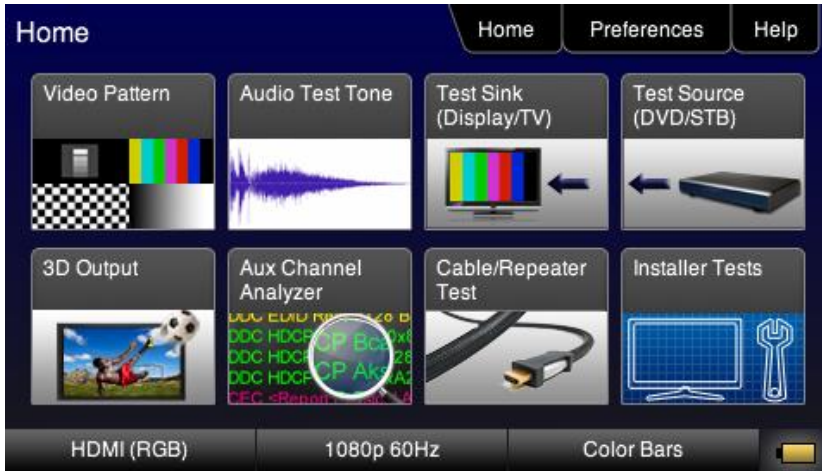 Home
Home
Preferences
Help
Video Pattern
Audio Test Tone
Test Sink
(Display/TV)
Test Source
(DVD/STB)
3D Output
Aux Channel
Analyzer
DDC HDCP
DDC HDCP
DDC HDCP
CEC
Cable/Repeater
Test
Installer Tests
HDMI (RGB)
1080p 60Hz
Color Bars